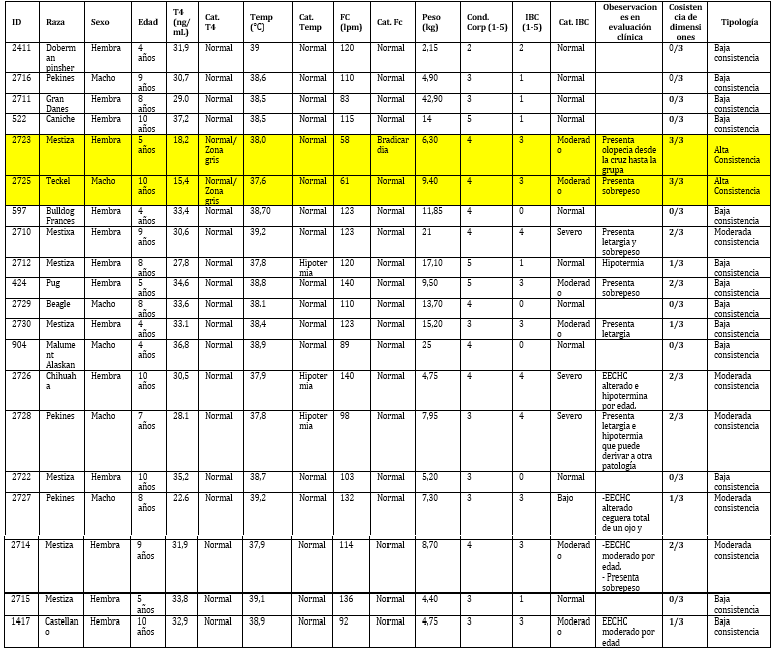 ID Raza Sexo Edad T4 (ng/mL) Cat. T4 Temp (°C) Cat. Temp FC (lpm) Cat. Fc Peso (kg) Cond. Corp (1-5) IBC (1-5) Cat. IBC Observaciones en evaluación clínica Cosistencia de dimensiones Tipología
2411 Doberman pinsher Hembra 4 años 31,9 Normal 39 Normal 120 Normal 2,15 2 2 Normal 0/3 Baja consistencia
2716 Pekines Macho 9 años 30,7 Normal 38,6 Normal 110 Normal 4,90 3 1 Normal 0/3 Baja consistencia
2711 Gran Danes Hembra 8 años 29.0 Normal 38,5 Normal 83 Normal 42,90 3 1 Normal 0/3 Baja consistencia
522 Caniche Hembra 10 años 37,2 Normal 38,5 Normal 115 Normal 14 5 1 Normal 0/3 Baja consistencia
2723 Mestiza Hembra 5 años 18,2 Normal/Zona gris 38,0 Normal 58 Bradicardia 6,30 4 3 Moderado Presenta olopecia desde la cruz hasta la grupa 3/3 Alta Consistencia
2725 Teckel Macho 10 años 15,4 Normal/Zona gris 37,6 Normal 61 Normal 9.40 4 3 Moderado Presenta sobrepeso 3/3 Alta Consistencia
597 Bulldog Frances Hembra 4 años 33,4 Normal 38,70 Normal 123 Normal 11,85 4 0 Normal 0/3 Baja consistencia
2710 Mestixa Hembra 9 años 30,6 Normal 39,2 Normal 123 Normal 21 4 4 Severo Presenta letargia y sobrepeso 2/3 Moderada consistencia
2712 Mestiza Hembra 8 años 27,8 Normal 37,8 Hipotermia 120 Normal 17,10 5 1 Normal Hipotermia 1/3 Baja consistencia
424 Pug Hembra 5 años 34,6 Normal 38,8 Normal 140 Normal 9,50 5 3 Moderado Presenta sobrepeso 2/3 Baja consistencia
2729 Beagle Macho 8 años 33,6 Normal 38.1 Normal 110 Normal 13,70 4 0 Normal 0/3 Baja consistencia
2730 Mestiza Hembra 4 años 33.1 Normal 38,4 Normal 123 Normal 15,20 3 3 Moderado Presenta letargia 1/3 Baja consistencia
904 Malument Alaskan Macho 4 años 36,8 Normal 38,9 Normal 89 Normal 25 4 0 Normal 0/3 Baja consistencia
2726 Chihuaha Hembra 10 años 30,5 Normal 37,9 Hipotermia 140 Normal 4,75 4 4 Severo EECHC alterado e hipotermina por edad. 2/3 Moderada consistencia
2728 Pekines Macho 7 años 28.1 Normal 37,8 Hipotermia 98 Normal 7,95 3 4 Severo Presenta letargia e hipotermia que puede derivar a otra patología 2/3 Moderada consistencia
2722 Mestiza Hembra 10 años 35,2 Normal 38,7 Normal 103 Normal 5,20 3 0 Normal 0/3 Baja consistencia
2727 Pekines Macho 8 años 22.6 Normal 39,2 Normal 132 Normal 7,30 3 3 Bajo -EECHC alterado ceguera total de un ojo y 1/3 Moderada consistencia
2714 Mestiza Hembra 9 años 31,9 Normal 37,9 Normal 114 Normal 8,70 4 3 Moderado -EECHC moderado por edad. - Presenta sobrepeso 2/3 Moderada consistencia
2715 Mestiza Hembra 5 años 33,8 Normal 39,1 Normal 136 Normal 4,40 3 1 Normal 0/3 Baja consistencia
1417 Castellano Hembra 10 años 32,9 Normal 38,9 Normal 92 Normal 4,75 3 3 Moderado EECHC moderado por edad 1/3 Baja consistencia